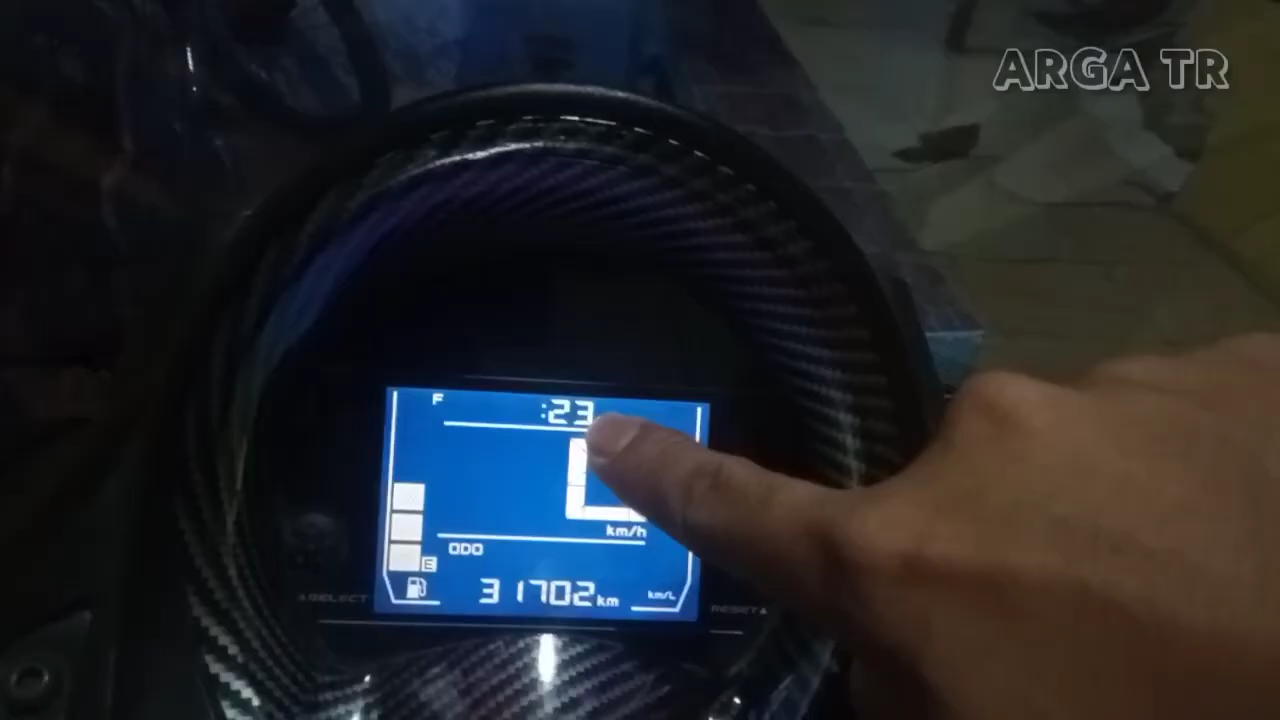 ARGA TR
F
:23
km/h
ODO
E
31702 km
km/L
▲SELECT
RESET▲